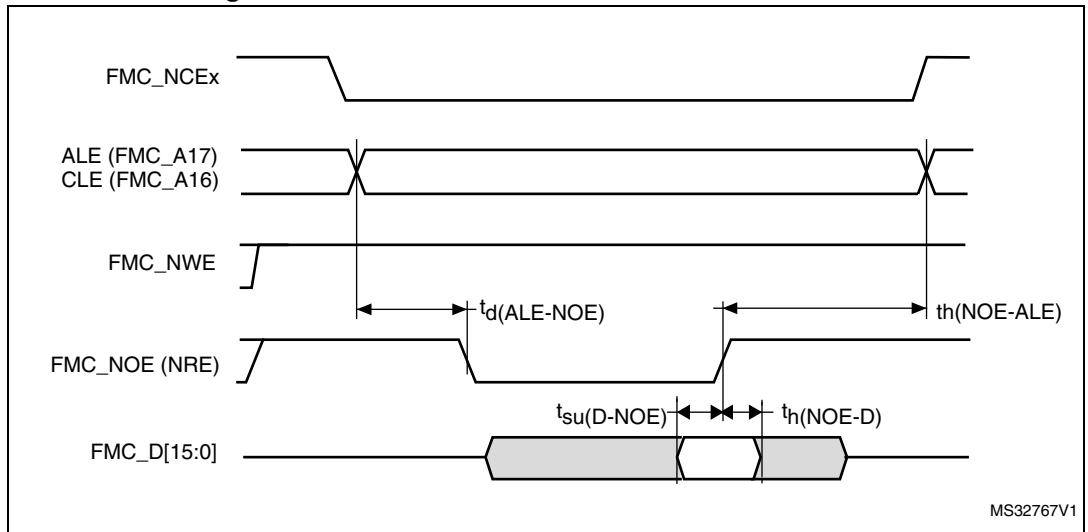 FMC_NCEx
ALE (FMC_A17)
CLE (FMC_A16)
FMC_NWE
td(ALE-NOE)
th(NOE-ALE)
FMC_NOE (NRE)
tsu(D-NOE)
th(NOE-D)
FMC_D[15:0]
MS32767V1